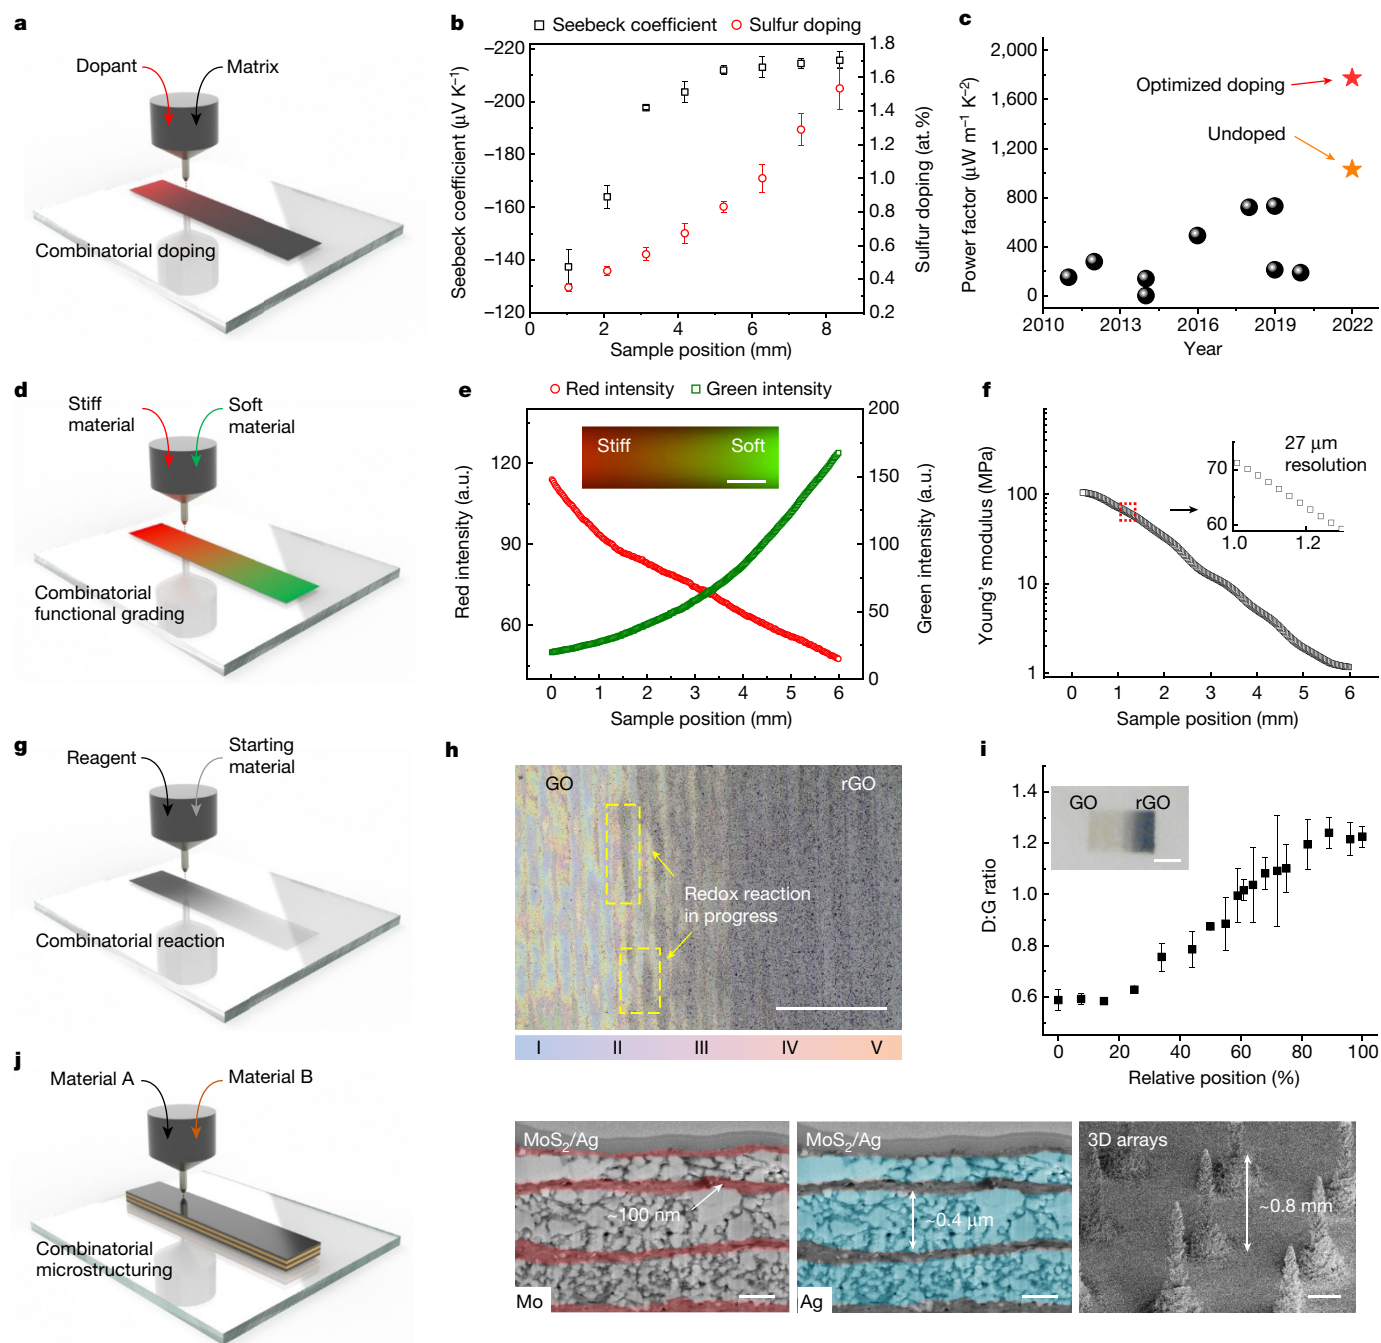 a
Dopant
Matrix
Combinatorial doping
b
Seebeck coefficient
Sulfur doping
Seebeck coefficient (μV K⁻¹)
−220
−200
−180
−160
−140
−120
1.8
1.6
1.4
1.2
1.0
0.8
0.6
0.4
0.2
Sulfur doping (at.%)
0
2
4
6
8
Sample position (mm)
c
Power factor (μW m⁻¹ K⁻²)
2,000
1,600
1,200
800
400
0
Optimized doping
Undoped
2010
2013
2016
2019
2022
Year
d
Stiff
material
Soft
material
Combinatorial
functional grading
e
Red intensity
Green intensity
Red intensity (a.u.)
120
90
60
Stiff
Soft
200
150
100
50
0
Green intensity (a.u.)
0
1
2
3
4
5
6
Sample position (mm)
f
Young's modulus (MPa)
100
10
1
27 μm
resolution
70
60
1.0
1.2
0
1
2
3
4
5
6
Sample position (mm)
g
Reagent
Starting
material
Combinatorial reaction
h
GO
rGO
Redox reaction
in progress
I
II
III
IV
V
i
D:G ratio
1.4
1.2
1.0
0.8
0.6
GO
rGO
0
20
40
60
80
100
Relative position (%)
j
Material A
Material B
Combinatorial
microstructuring
MoS₂/Ag
~100 nm
Mo
MoS₂/Ag
~0.4 μm
Ag
3D arrays
~0.8 mm